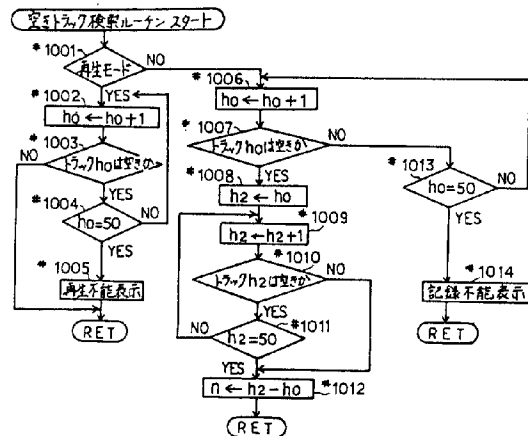 空きトラック検索ルーチン スタート
#1001
再生モード
NO
YES
#1002
h0←h0+1
#1003
トラックh0は空きか
NO
YES
#1004
h0=50
NO
YES
#1005
再生不能表示
RET
#1006
h0←h0+1
#1007
トラックh0は空きか
NO
YES
#1008
h2←h0
#1009
h2←h2+1
#1010
トラックh2は空きか
NO
YES
#1011
h2=50
NO
YES
n←h2-h0
#1012
RET
#1013
h0=50
NO
YES
#1014
記録不能表示
RET